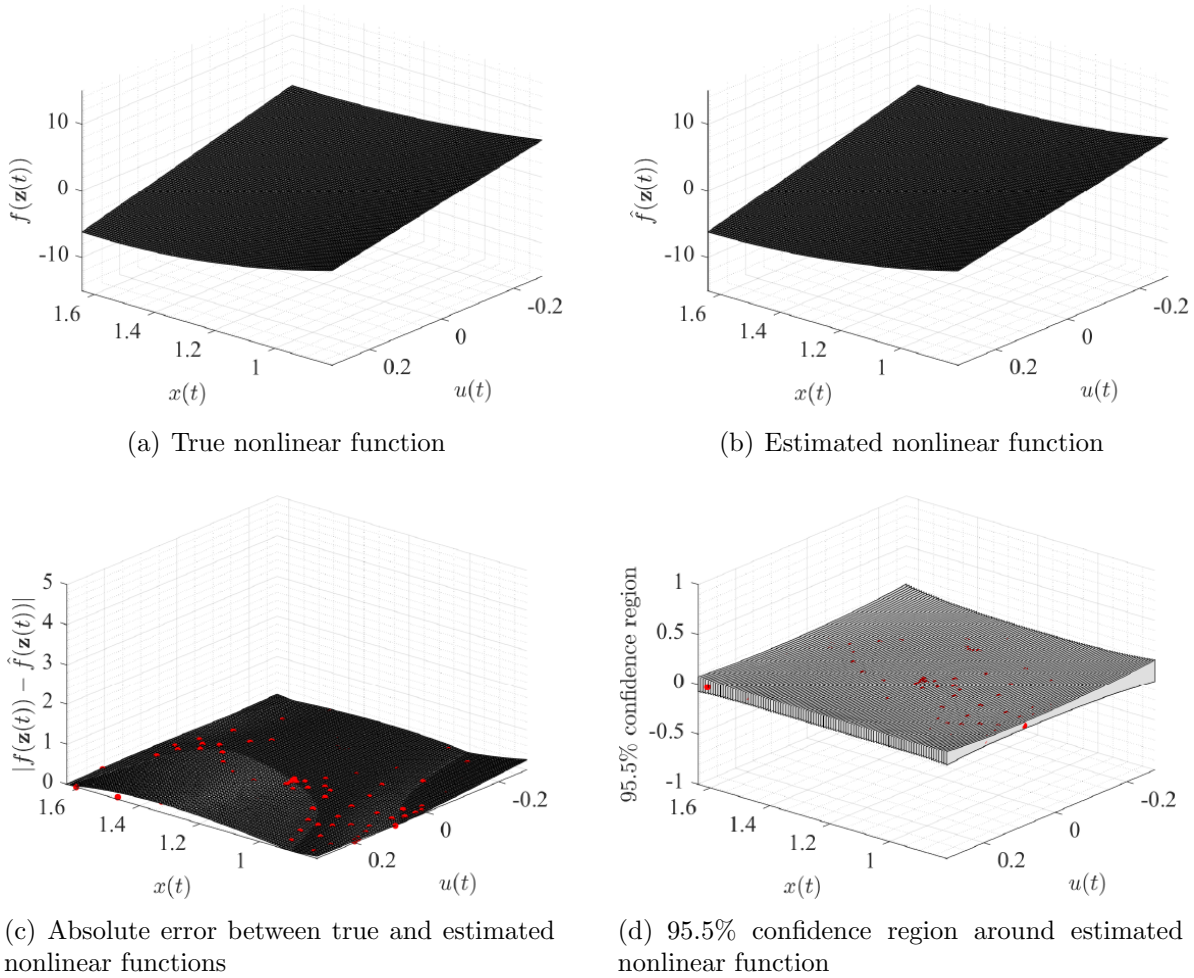 10
0
-10
f(z(t))
1.6
1.4
1.2
1
x(t)
0.2
0
-0.2
u(t)
(a) True nonlinear function
10
0
-10
f̂(z(t))
1.6
1.4
1.2
1
x(t)
0.2
0
-0.2
u(t)
(b) Estimated nonlinear function
5
4
3
2
1
0
|f(z(t)) − f̂(z(t))|
1.6
1.4
1.2
1
x(t)
0.2
0
-0.2
u(t)
(c) Absolute error between true and estimated
nonlinear functions
1
0.5
0
-0.5
-1
95.5% confidence region
1.6
1.4
1.2
1
x(t)
0.2
0
-0.2
u(t)
(d) 95.5% confidence region around estimated
nonlinear function